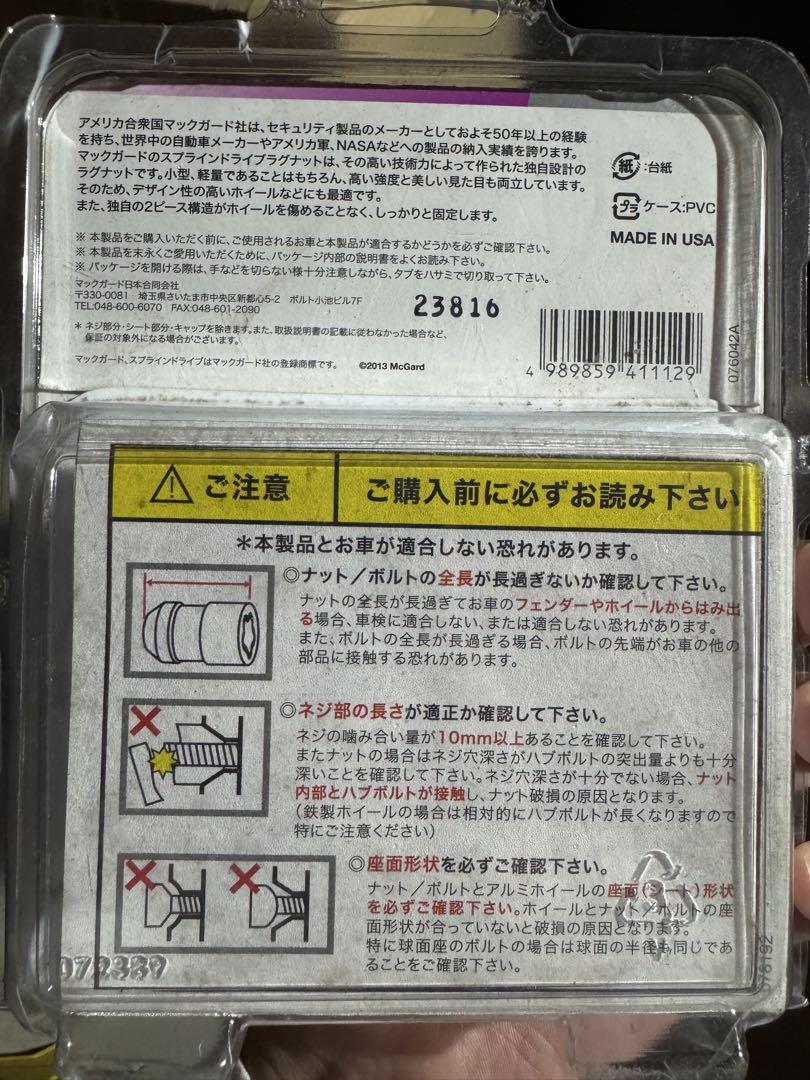 アメリカ合衆国マックガード社は、セキュリティ製品のメーカーとしておよそ50年以上の経験
を持ち、世界中の自動車メーカーやアメリカ軍、NASAなどへの製品の納入実績を誇ります。
マックガードのスプラインドライブラグナットは、その高い技術力によって作られた独自設計の
ラグナットです。小型、軽量であることはもちろん、高い強度と美しい見た目も両立しています。
そのため、デザイン性の高いホイールなどにも最適です。
また、独自の2ピース構造がホイールを傷めることなく、しっかりと固定します。
紙 :台紙
プラ ケース:PVC
MADE IN USA
※ 本製品をご購入いただく前に、ご使用されるお車と本製品が適合するかどうかを必ずご確認下さい。
※ 本製品を末永くご愛用いただくために、パッケージ内部の説明書をよくお読み下さい。
※ パッケージを開ける際は、手などを切らない様十分注意しながら、タブをハサミで切り取って下さい。
マックガード日本合同会社
〒330-0081 埼玉県さいたま市中央区新都心5-2 ポルト小池ビル7F
TEL:048-600-6070 FAX:048-601-2090
23816
* ネジ部分・シート部分・キャップを除きます。また、取扱説明書の記載に従わなかった場合など、
保証の対象外になる場合がございます。
マックガード、スプラインドライブはマックガード社の登録商標です。 ©2013 McGard
4 989859 411129
076042A
ご注意 ご購入前に必ずお読み下さい
*本製品とお車が適合しない恐れがあります。
◎ナット/ボルトの全長が長過ぎないか確認して下さい。
ナットの全長が長過ぎてお車のフェンダーやホイールからはみ出
る場合、車検に適合しない、または適合しない恐れがあります。
また、ボルトの全長が長過ぎる場合、ボルトの先端がお車の他の
部品に接触する恐れがあります。
◎ネジ部の長さが適正か確認して下さい。
ネジの噛み合い量が10mm以上あることを確認して下さい。
またナットの場合はネジ穴深さがハブボルトの突出量よりも十分
深いことを確認して下さい。ネジ穴深さが十分でない場合、ナット
内部とハブボルトが接触し、ナット破損の原因となります。
(鉄製ホイールの場合は相対的にハブボルトが長くなりますので
特にご注意ください)
◎座面形状を必ずご確認下さい。
ナット/ボルトとアルミホイールの座面(シート)形状
を必ずご確認下さい。ホイールとナット/ボルトの座
面形状が合っていないと破損の原因となります。
特に球面座のボルトの場合は球面の半径も同じであ
ることをご確認下さい。